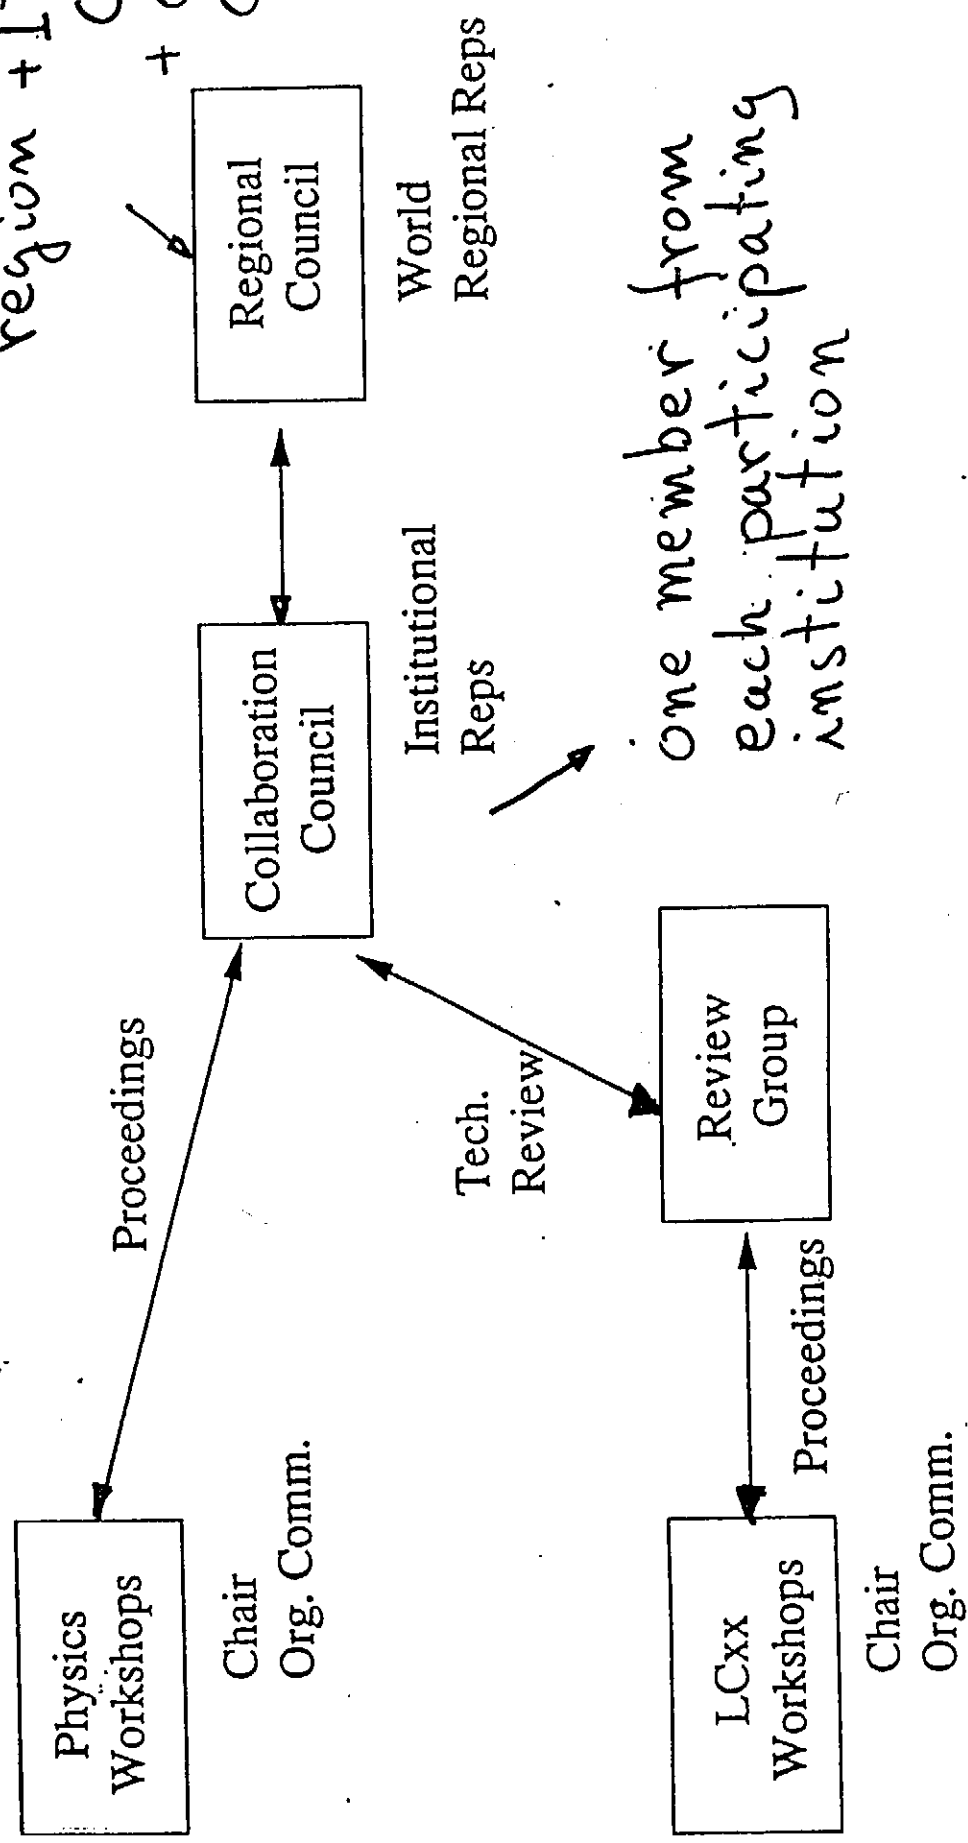 region +
+
Physics
Workshops
Chair
Org. Comm.
Proceedings
Collaboration
Council
Institutional
Reps
Regional
Council
World
Regional Reps
one member from
each participating
institution
Tech.
Review
LCxx
Workshops
Chair
Org. Comm.
Proceedings
Review
Group